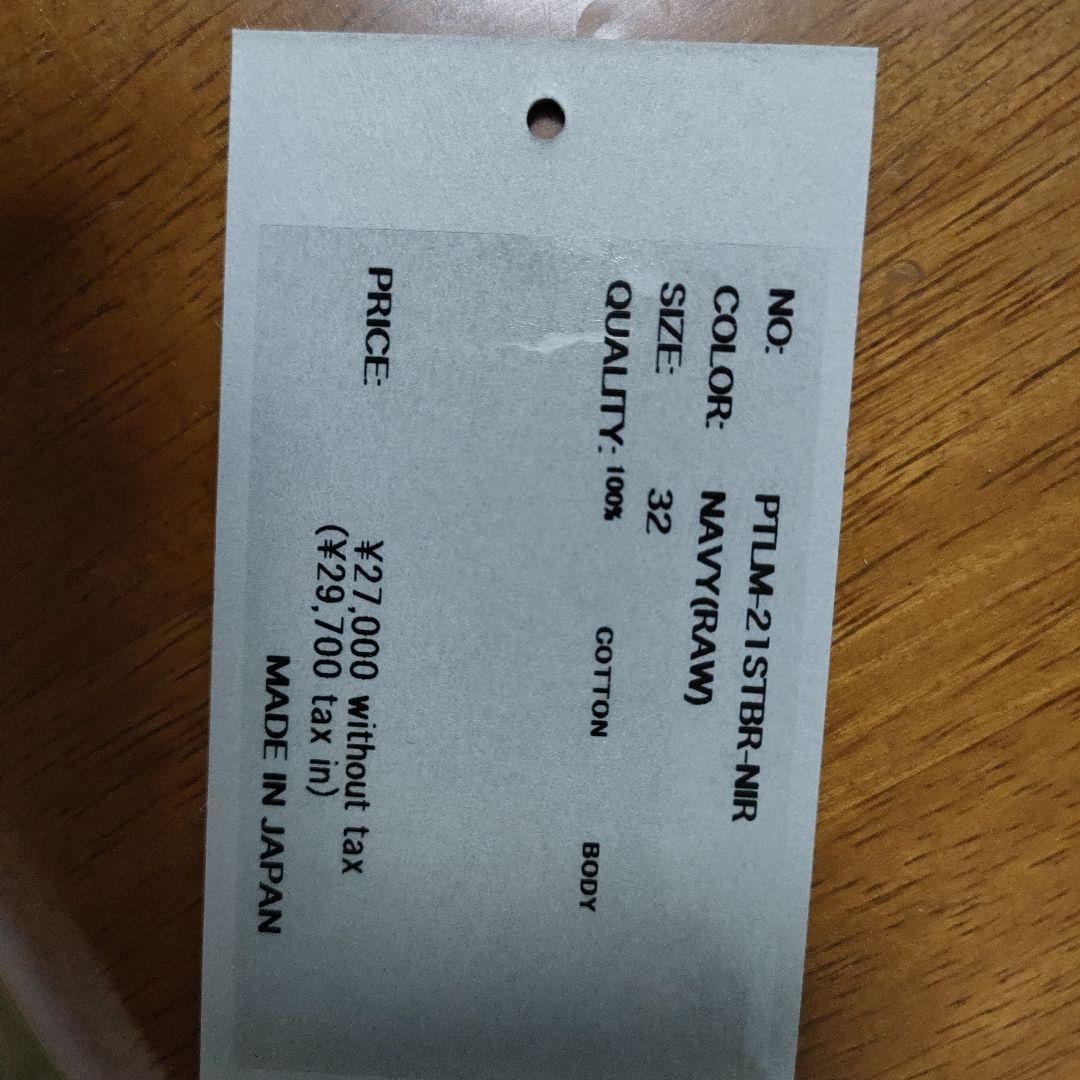 NO: PTLM-21STBR-NIR
COLOR: NAVY(RAW)
SIZE: 32
QUALITY: 100% COTTON BODY
PRICE: ¥27,000 without tax
(¥29,700 tax in)
MADE IN JAPAN